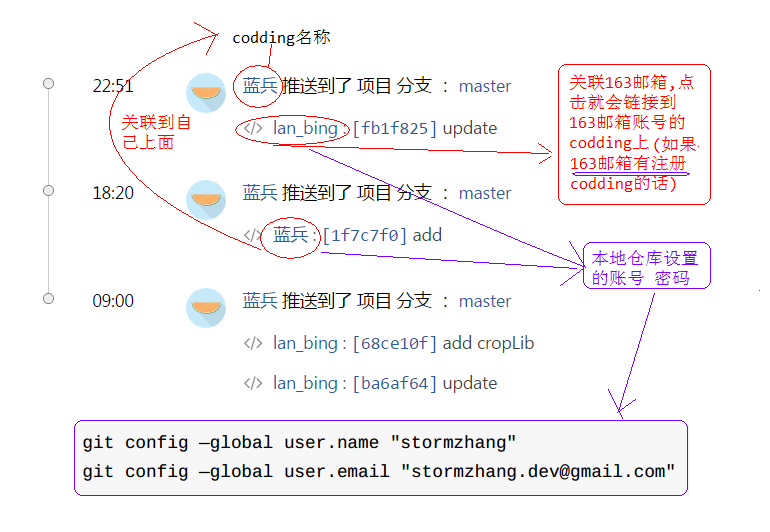 codding名称
22:51
蓝兵 推送到了 项目 分支 : master
</> lan_bing : [fb1f825] update
关联到自
己上面
关联163邮箱,点
击就会链接到
163邮箱账号的
codding上(如果
163邮箱有注册
codding的话)
18:20
蓝兵 推送到了 项目 分支 : master
</> 蓝兵 : [1f7c7f0] add
本地仓库设置
的账号 密码
09:00
蓝兵 推送到了 项目 分支 : master
</> lan_bing : [68ce10f] add cropLib
</> lan_bing : [ba6af64] update
git config —global user.name "stormzhang"
git config —global user.email "stormzhang.dev@gmail.com"